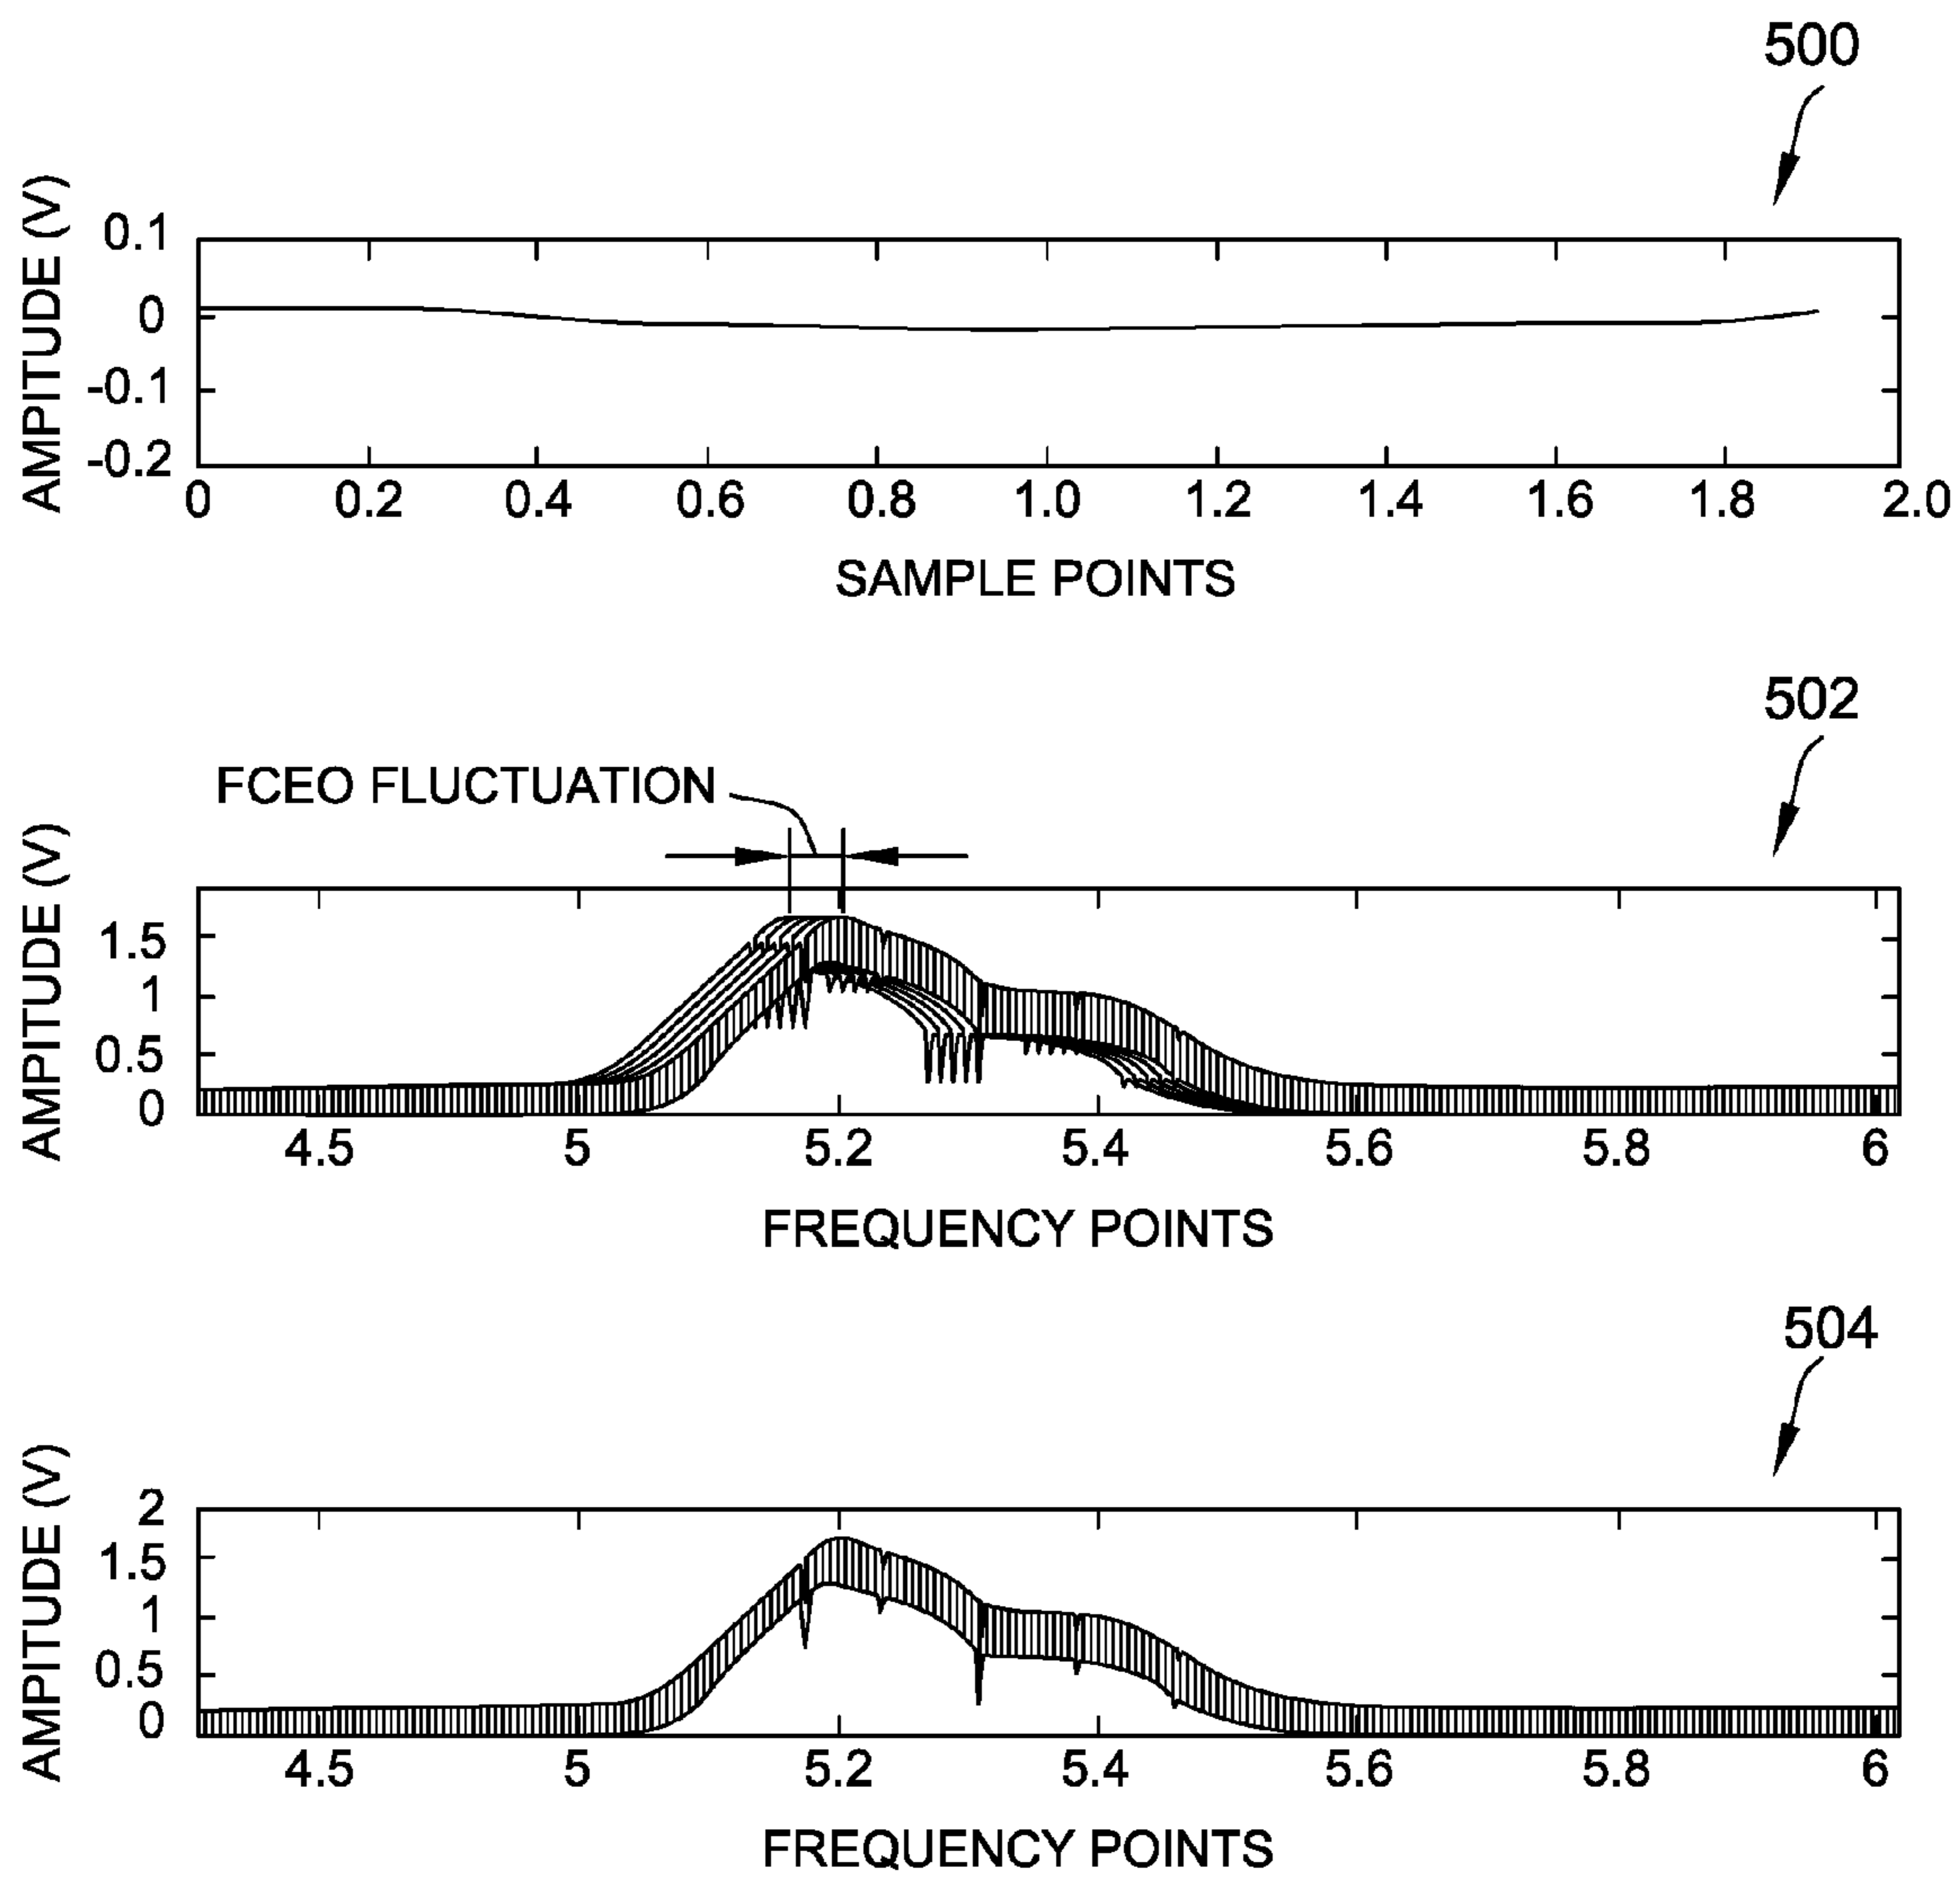 500
AMPITUDE (V)
0.1
0
-0.1
-0.2
0 0.2 0.4 0.6 0.8 1.0 1.2 1.4 1.6 1.8 2.0
SAMPLE POINTS
502
FCEO FLUCTUATION
AMPITUDE (V)
1.5
1
0.5
0
4.5 5 5.2 5.4 5.6 5.8 6
FREQUENCY POINTS
504
AMPITUDE (V)
2
1.5
1
0.5
0
4.5 5 5.2 5.4 5.6 5.8 6
FREQUENCY POINTS